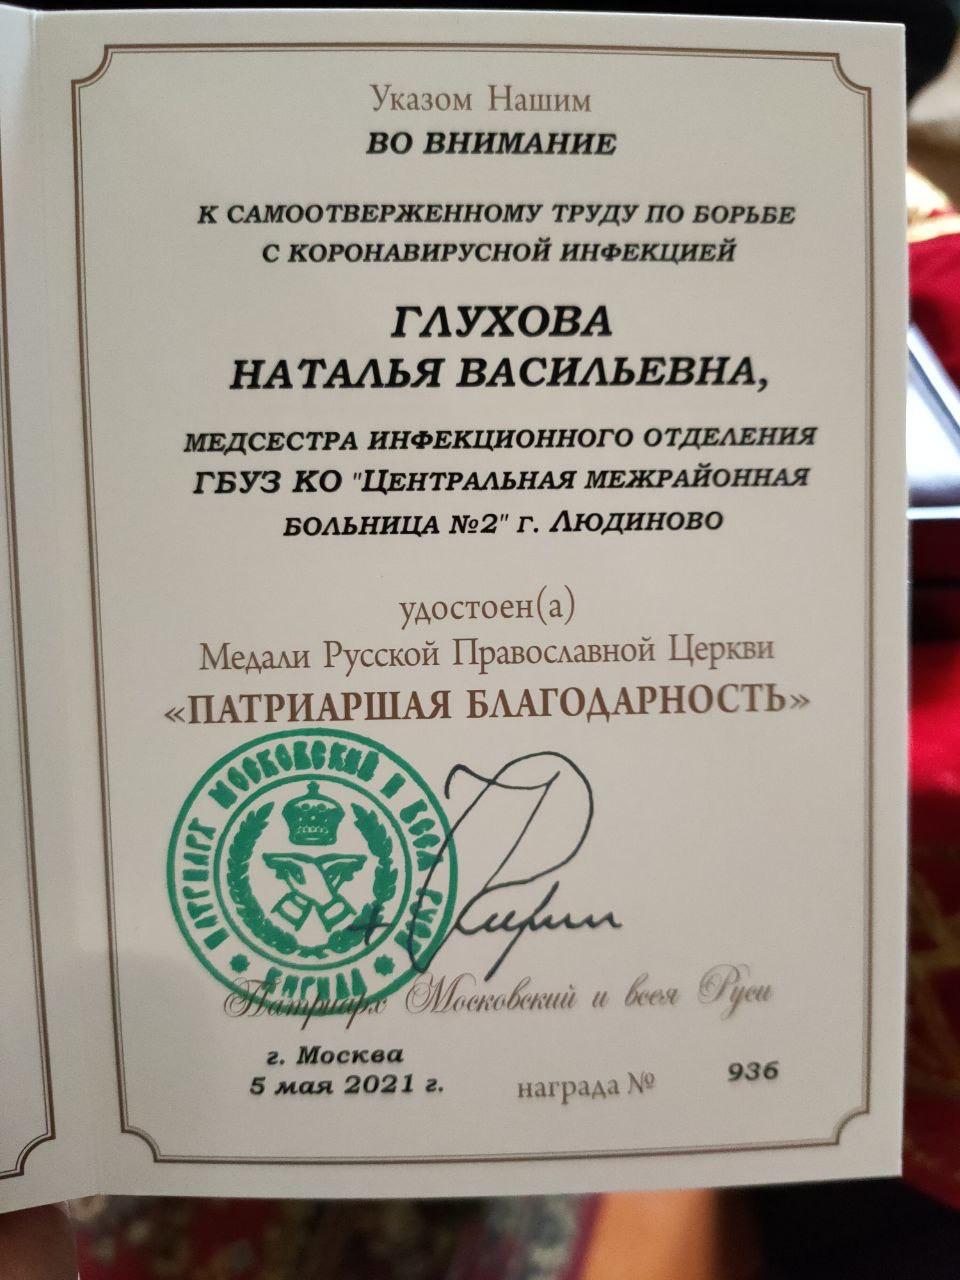 Указом Нашим
ВО ВНИМАНИЕ
К САМООТВЕРЖЕННОМУ ТРУДУ ПО БОРЬБЕ
С КОРОНАВИРУСНОЙ ИНФЕКЦИЕЙ
ГЛУХОВА
НАТАЛЬЯ ВАСИЛЬЕВНА,
МЕДСЕСТРА ИНФЕКЦИОННОГО ОТДЕЛЕНИЯ
ГБУЗ КО "ЦЕНТРАЛЬНАЯ МЕЖРАЙОННАЯ
БОЛЬНИЦА №2" Г. ЛЮДИНОВО
удостоен(а)
Медали Русской Православной Церкви
«ПАТРИАРШАЯ БЛАГОДАРНОСТЬ»
ПАТРИАРХ МОСКОВСКИЙ И ВСЕЯ РУСИ
КИРИЛЛ
+ Кирилл
Патриарх Московский и всея Руси
г. Москва
5 мая 2021 г.
награда № 936